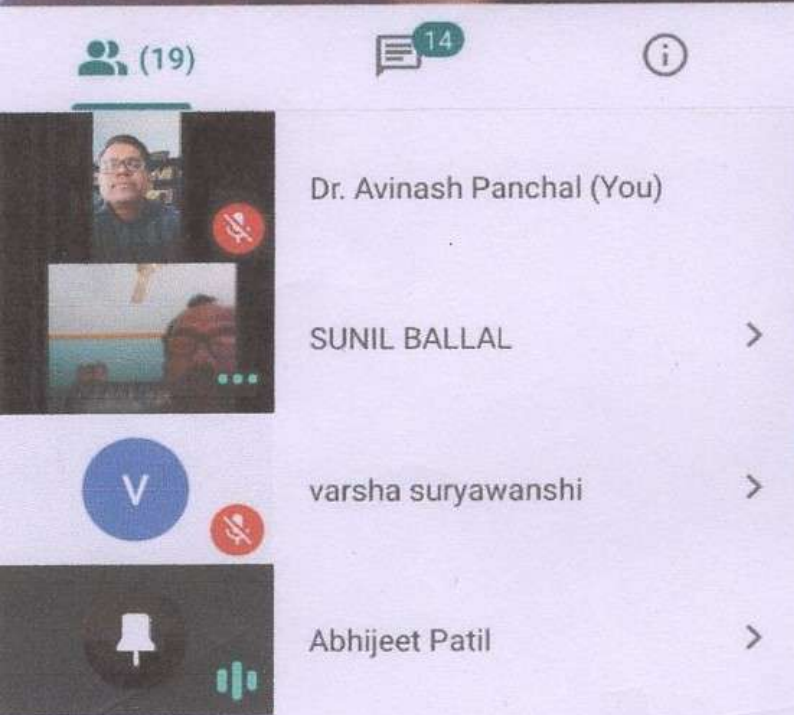 (19)
14
Dr. Avinash Panchal (You)
SUNIL BALLAL
V
varsha suryawanshi
Abhijeet Patil